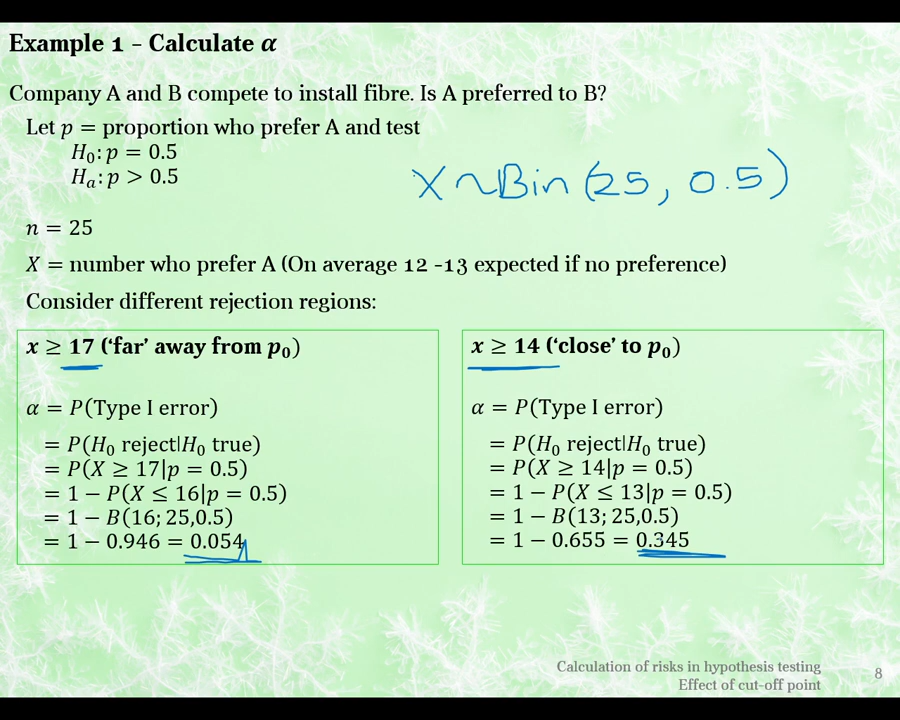 Example 1 – Calculate α
Company A and B compete to install fibre. Is A preferred to B?
Let p = proportion who prefer A and test
H₀: p = 0.5
Hₐ: p > 0.5
X ~ Bin (25, 0.5)
n = 25
X = number who prefer A (On average 12 -13 expected if no preference)
Consider different rejection regions:
x ≥ 17 (‘far’ away from p₀)
α = P(Type I error)
= P(H₀ reject|H₀ true)
= P(X ≥ 17|p = 0.5)
= 1 − P(X ≤ 16|p = 0.5)
= 1 − B(16; 25,0.5)
= 1 − 0.946 = 0.054
x ≥ 14 (‘close’ to p₀)
α = P(Type I error)
= P(H₀ reject|H₀ true)
= P(X ≥ 14|p = 0.5)
= 1 − P(X ≤ 13|p = 0.5)
= 1 − B(13; 25,0.5)
= 1 − 0.655 = 0.345
Calculation of risks in hypothesis testing
Effect of cut-off point
8